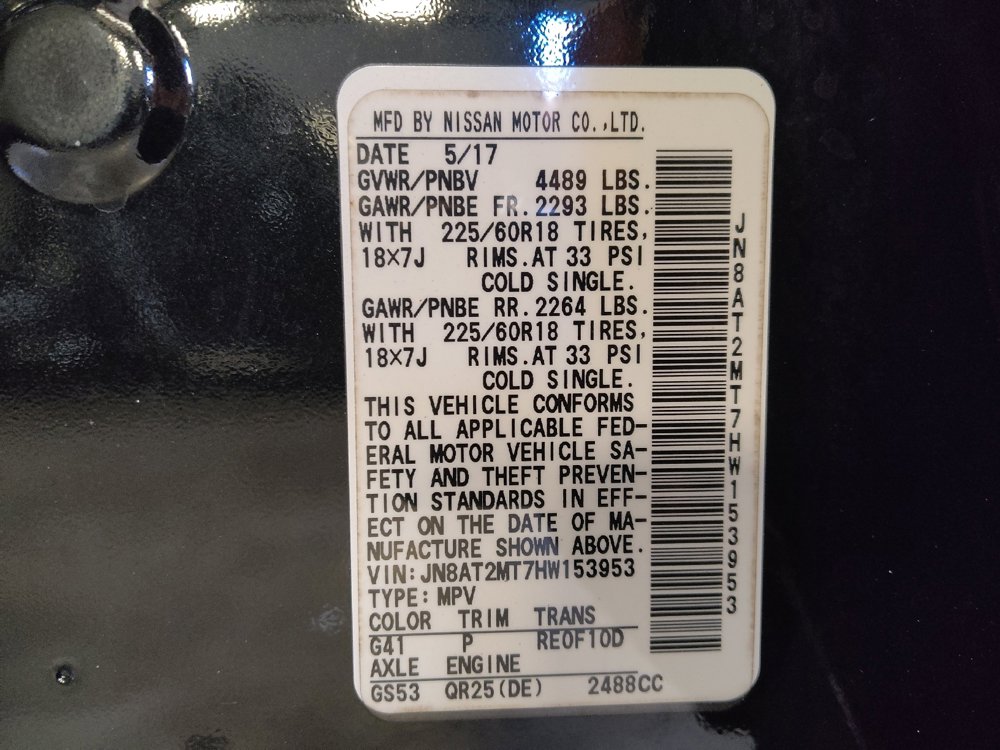 MFD BY NISSAN MOTOR CO.,LTD.
DATE 5/17
GVWR/PNBV 4489 LBS.
GAWR/PNBE FR. 2293 LBS.
WITH 225/60R18 TIRES,
18×7J RIMS.AT 33 PSI
COLD SINGLE.
GAWR/PNBE RR. 2264 LBS.
WITH 225/60R18 TIRES,
18×7J RIMS.AT 33 PSI
COLD SINGLE.
THIS VEHICLE CONFORMS
TO ALL APPLICABLE FED-
ERAL MOTOR VEHICLE SA-
FETY AND THEFT PREVEN-
TION STANDARDS IN EFF-
ECT ON THE DATE OF MA-
NUFACTURE SHOWN ABOVE.
VIN:JN8AT2MT7HW153953
TYPE:MPV
COLOR TRIM TRANS
G41 P RE0F10D
AXLE ENGINE
GS53 QR25(DE) 2488CC
JN8AT2MT7HW153953